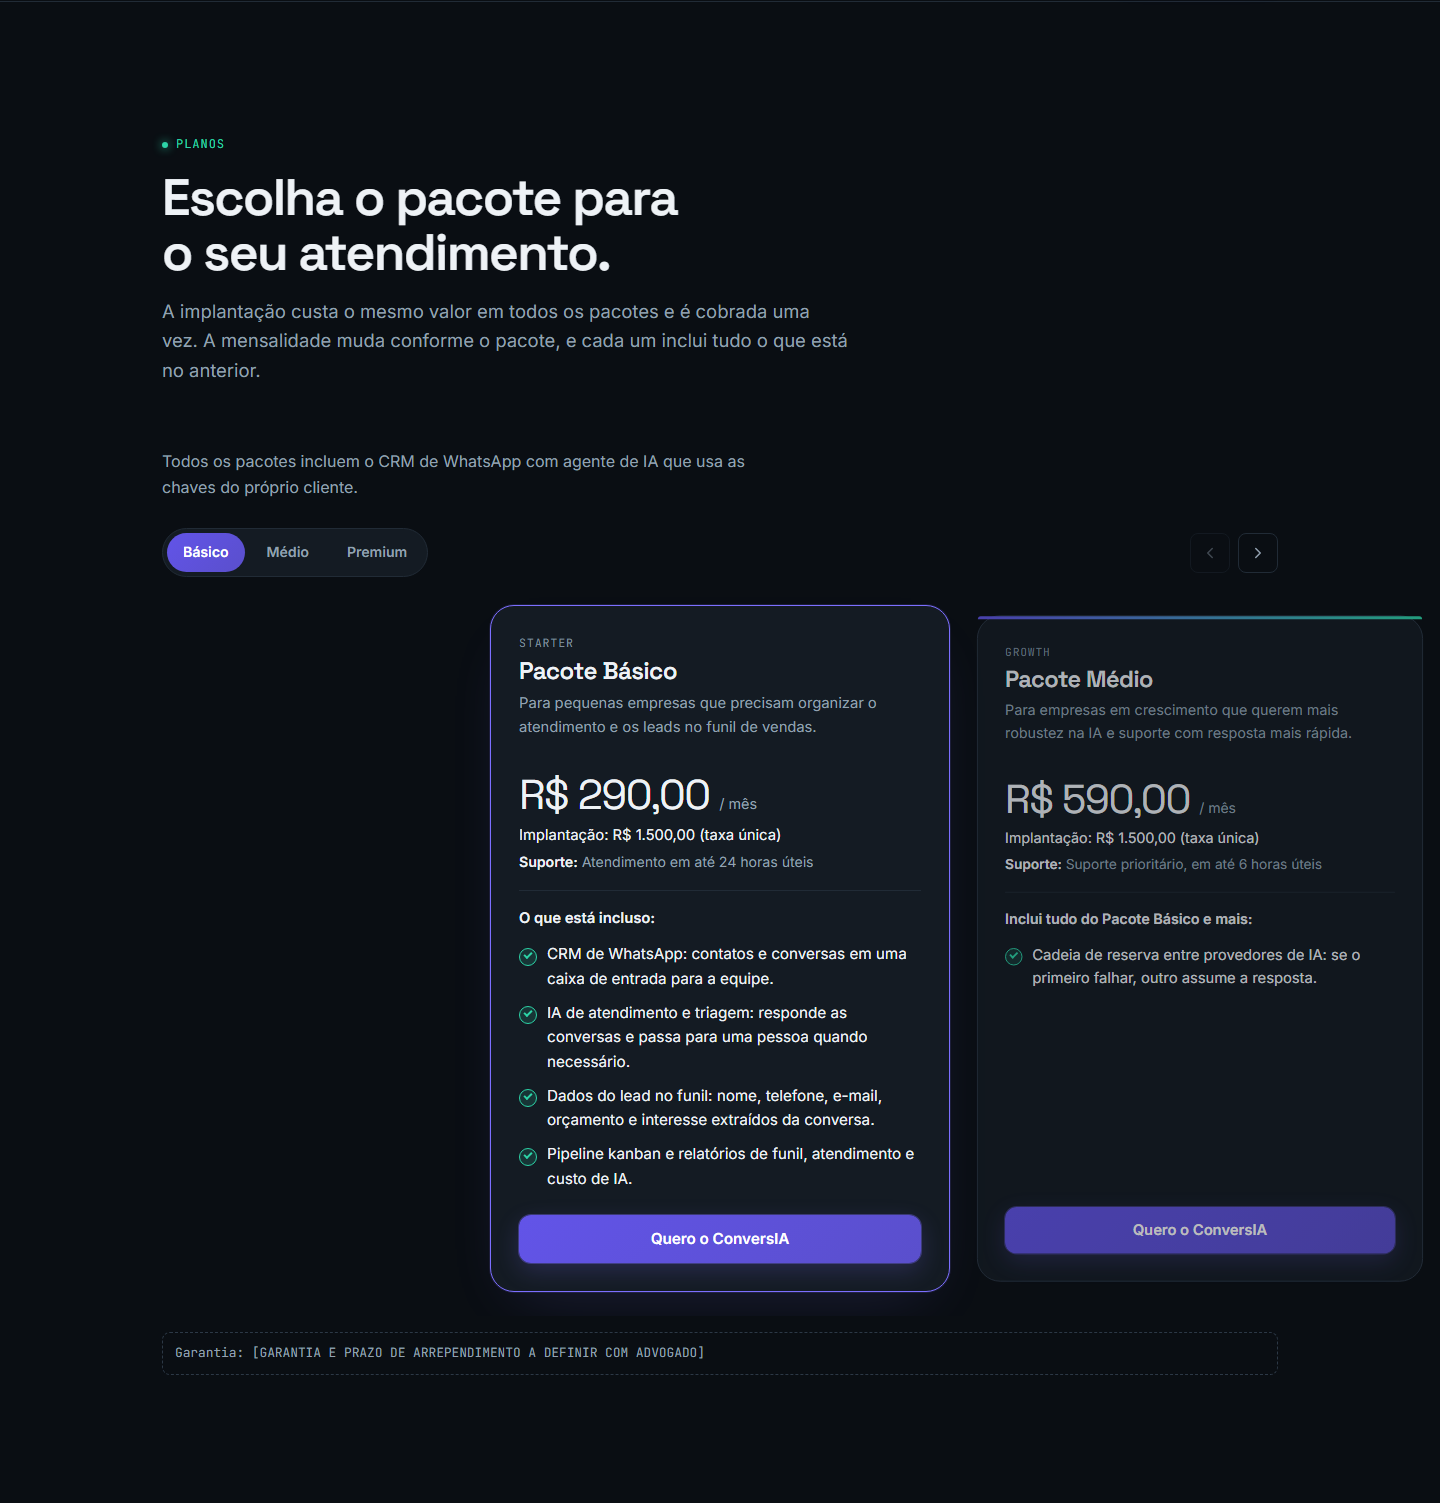 PLANOS
Escolha o pacote para
o seu atendimento.
A implantação custa o mesmo valor em todos os pacotes e é cobrada uma
vez. A mensalidade muda conforme o pacote, e cada um inclui tudo o que está
no anterior.
Todos os pacotes incluem o CRM de WhatsApp com agente de IA que usa as
chaves do próprio cliente.
Básico
Médio
Premium
STARTER
Pacote Básico
Para pequenas empresas que precisam organizar o
atendimento e os leads no funil de vendas.
R$ 290,00 / mês
Implantação: R$ 1.500,00 (taxa única)
Suporte: Atendimento em até 24 horas úteis
O que está incluso:
CRM de WhatsApp: contatos e conversas em uma
caixa de entrada para a equipe.
IA de atendimento e triagem: responde as
conversas e passa para uma pessoa quando
necessário.
Dados do lead no funil: nome, telefone, e-mail,
orçamento e interesse extraídos da conversa.
Pipeline kanban e relatórios de funil, atendimento e
custo de IA.
Quero o ConversIA
GROWTH
Pacote Médio
Para empresas em crescimento que querem mais
robustez na IA e suporte com resposta mais rápida.
R$ 590,00 / mês
Implantação: R$ 1.500,00 (taxa única)
Suporte: Suporte prioritário, em até 6 horas úteis
Inclui tudo do Pacote Básico e mais:
Cadeia de reserva entre provedores de IA: se o
primeiro falhar, outro assume a resposta.
Quero o ConversIA
Garantia: [GARANTIA E PRAZO DE ARREPENDIMENTO A DEFINIR COM ADVOGADO]